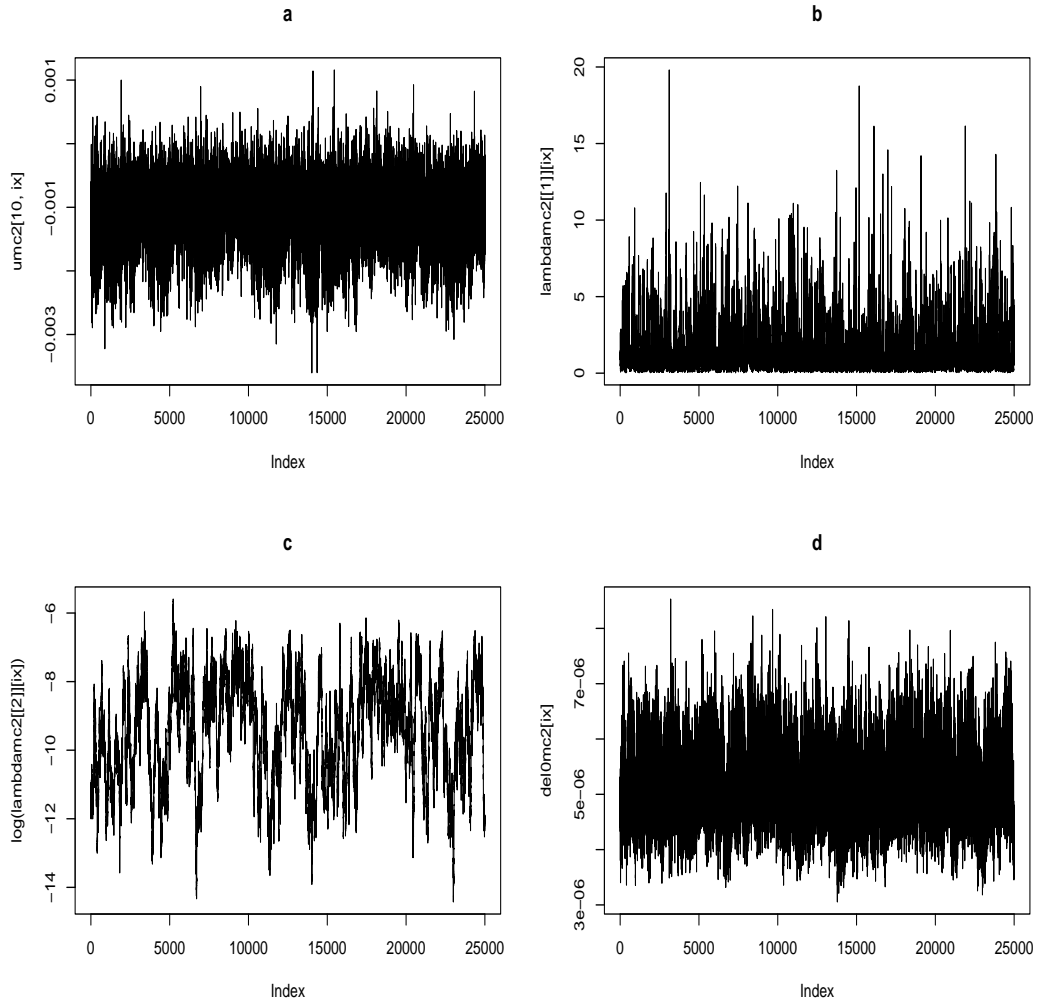 a
umc2[10, ix]
0.001
−0.001
−0.003
0 5000 10000 15000 20000 25000
Index
b
lambdamc2[[1]][ix]
20
15
10
5
0
0 5000 10000 15000 20000 25000
Index
c
log(lambdamc2[[2]][ix])
−6
−8
−10
−12
−14
0 5000 10000 15000 20000 25000
Index
d
del0mc2[ix]
7e−06
5e−06
3e−06
0 5000 10000 15000 20000 25000
Index